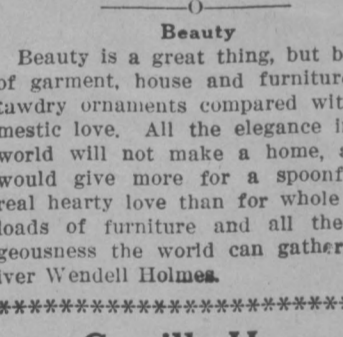 Beauty
Beauty is a great thing, but b
of garment, house and furnitur
tawdry ornaments compared wit
mestic love. All the elegance i
world will not make a home, a
would give more for a spoonf
real hearty love than for whole
loads of furniture and all the
geousness the world can gather
iver Wendell Holmes.
*************************